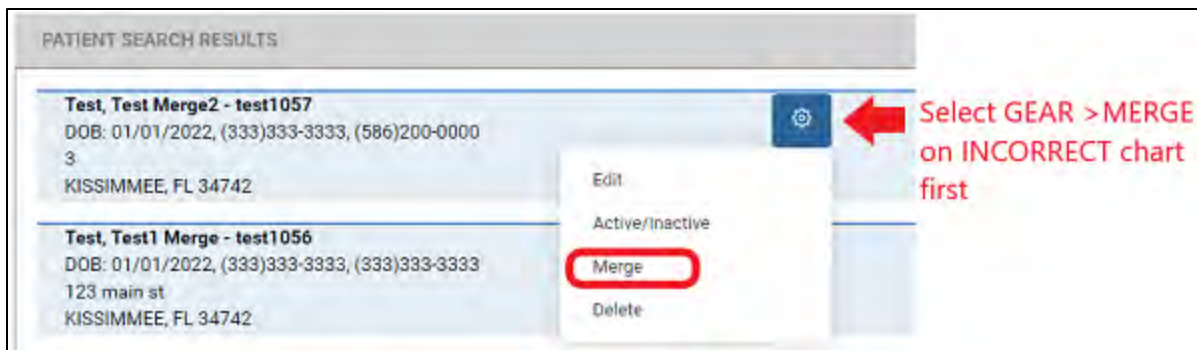 PATIENT SEARCH RESULTS
Test, Test Merge2 - test1057
DOB: 01/01/2022, (333)333-3333, (586)200-0000
3
KISSIMMEE, FL 34742
Select GEAR >MERGE
on INCORRECT chart
first
Edit
Active/Inactive
Merge
Delete
Test, Test1 Merge - test1056
DOB: 01/01/2022, (333)333-3333, (333)333-3333
123 main st
KISSIMMEE, FL 34742